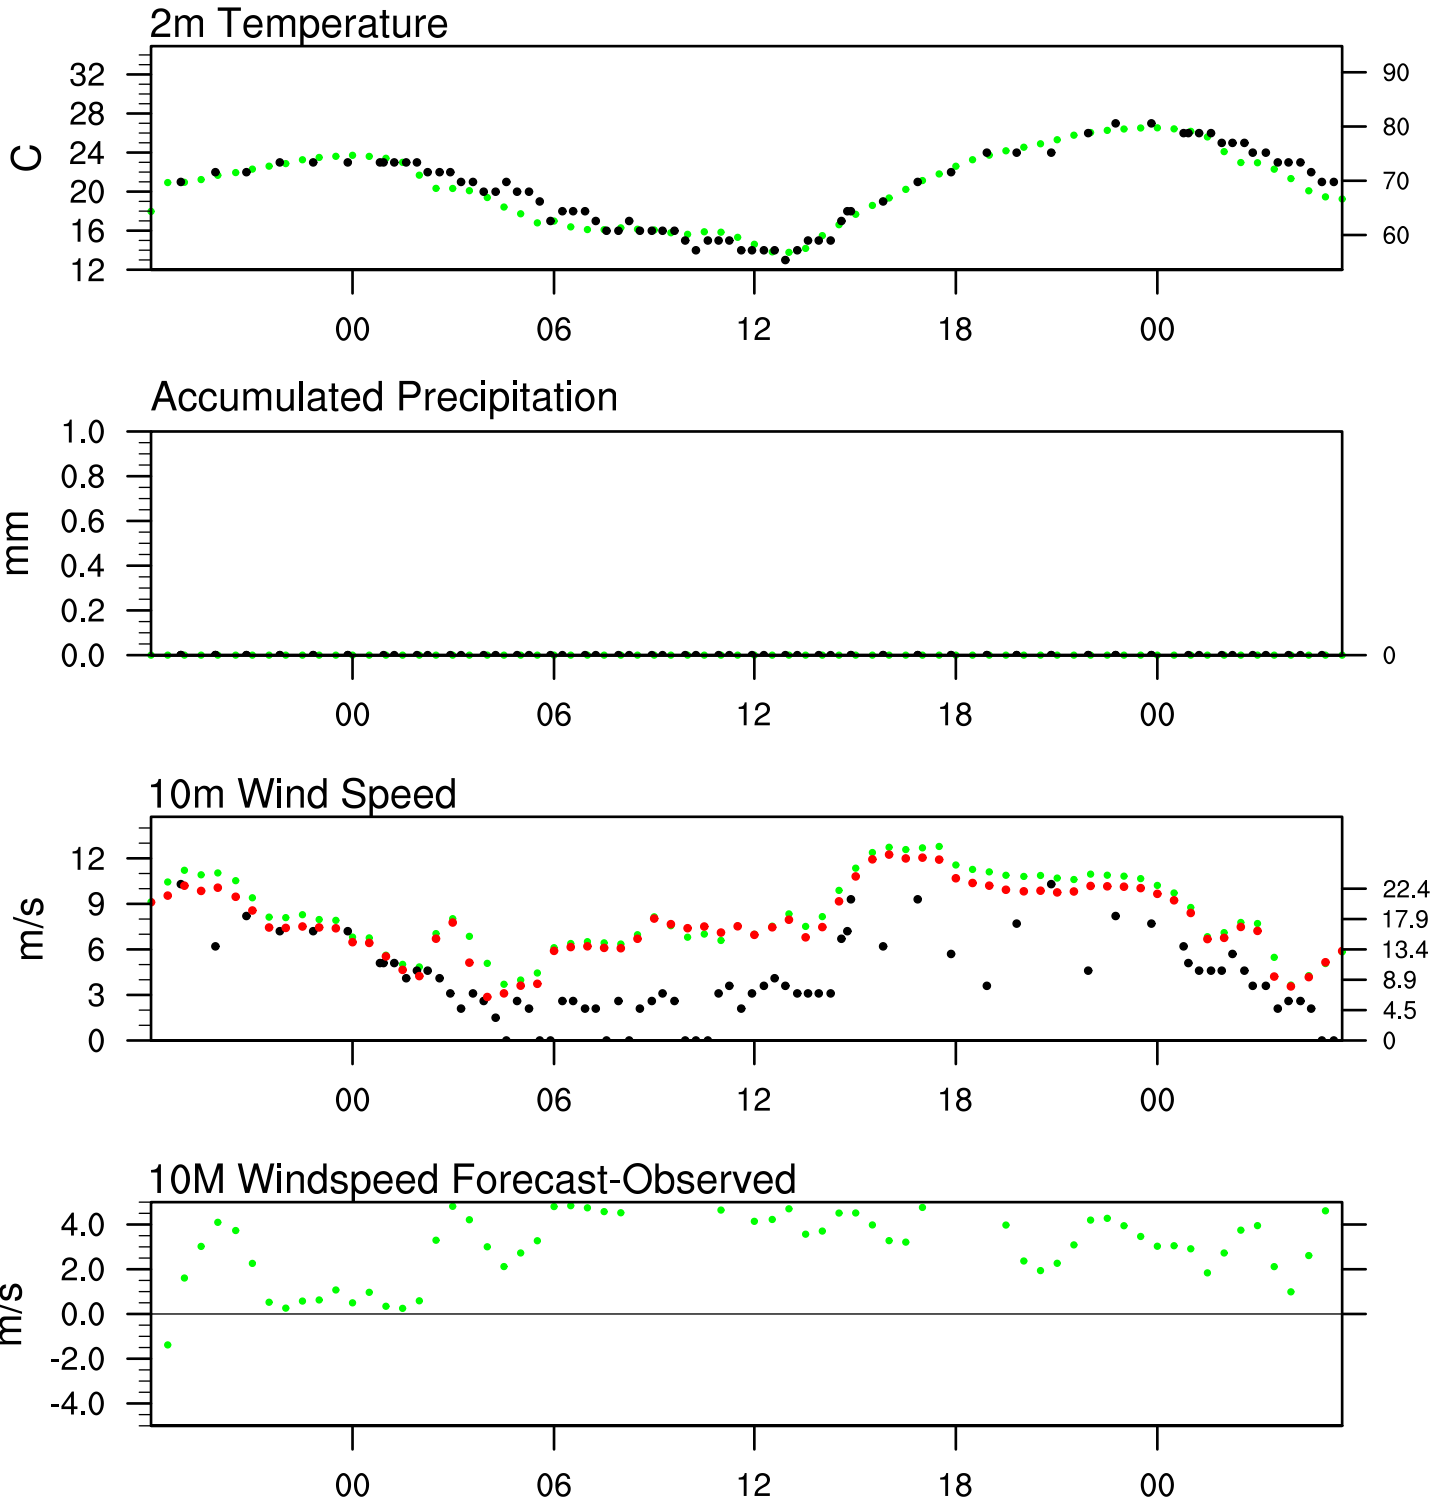 2m Temperature
32
28
24
20
16
12
C
90
80
70
60
00 06 12 18 00
Accumulated Precipitation
1.0
0.8
0.6
0.4
0.2
0.0
mm
0
00 06 12 18 00
10m Wind Speed
12
9
6
3
0
m/s
22.4
17.9
13.4
8.9
4.5
0
00 06 12 18 00
10M Windspeed Forecast-Observed
4.0
2.0
0.0
-2.0
-4.0
m/s
00 06 12 18 00